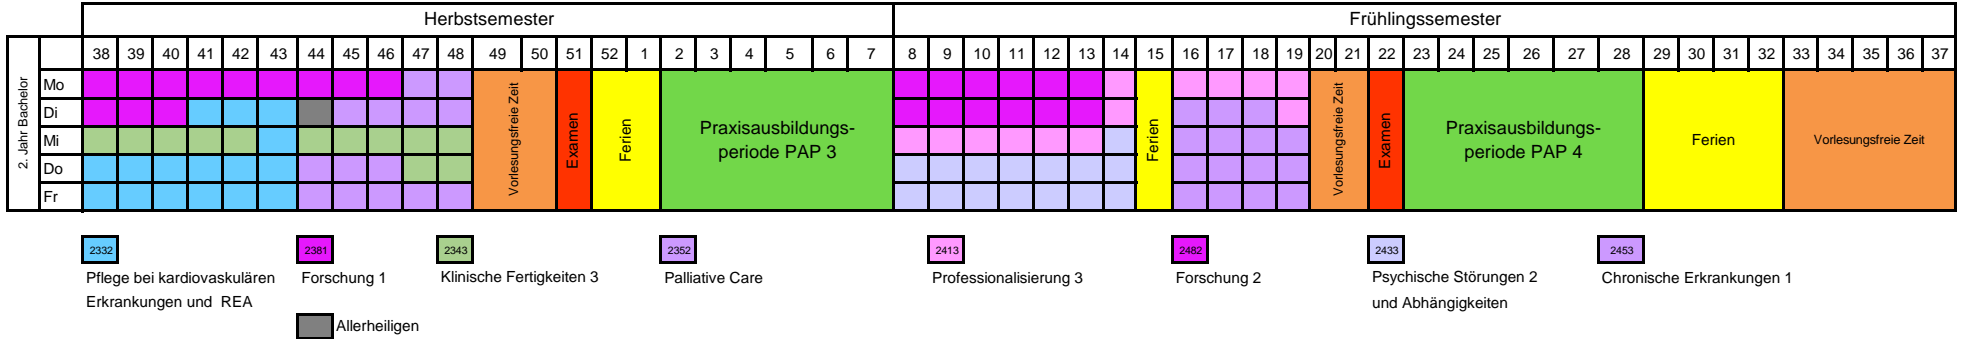 Herbstsemester Frühlingssemester
38 39 40 41 42 43 44 45 46 47 48 49 50 51 52 1 2 3 4 5 6 7 8 9 10 11 12 13 14 15 16 17 18 19 20 21 22 23 24 25 26 27 28 29 30 31 32 33 34 35 36 37
2. Jahr Bachelor
Mo
Di
Mi
Do
Fr
Vorlesungsfreie Zeit
Examen
Ferien
Praxisausbildungs-
periode PAP 3
Ferien
Vorlesungsfreie Zeit
Examen
Praxisausbildungs-
periode PAP 4
Ferien
Vorlesungsfreie Zeit
2332
Pflege bei kardiovaskulären
Erkrankungen und REA
2381
Forschung 1
2343
Klinische Fertigkeiten 3
2352
Palliative Care
2413
Professionalisierung 3
2482
Forschung 2
2433
Psychische Störungen 2
und Abhängigkeiten
2453
Chronische Erkrankungen 1
Allerheiligen